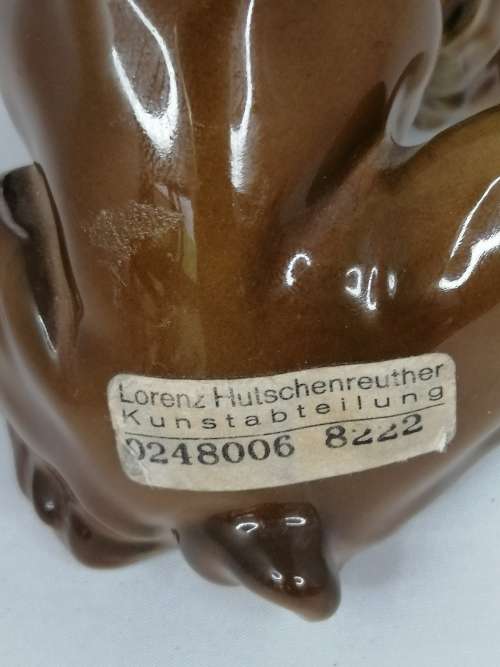 Lorenz Hutschenreuther
Kunstabteilung
0248006 8222